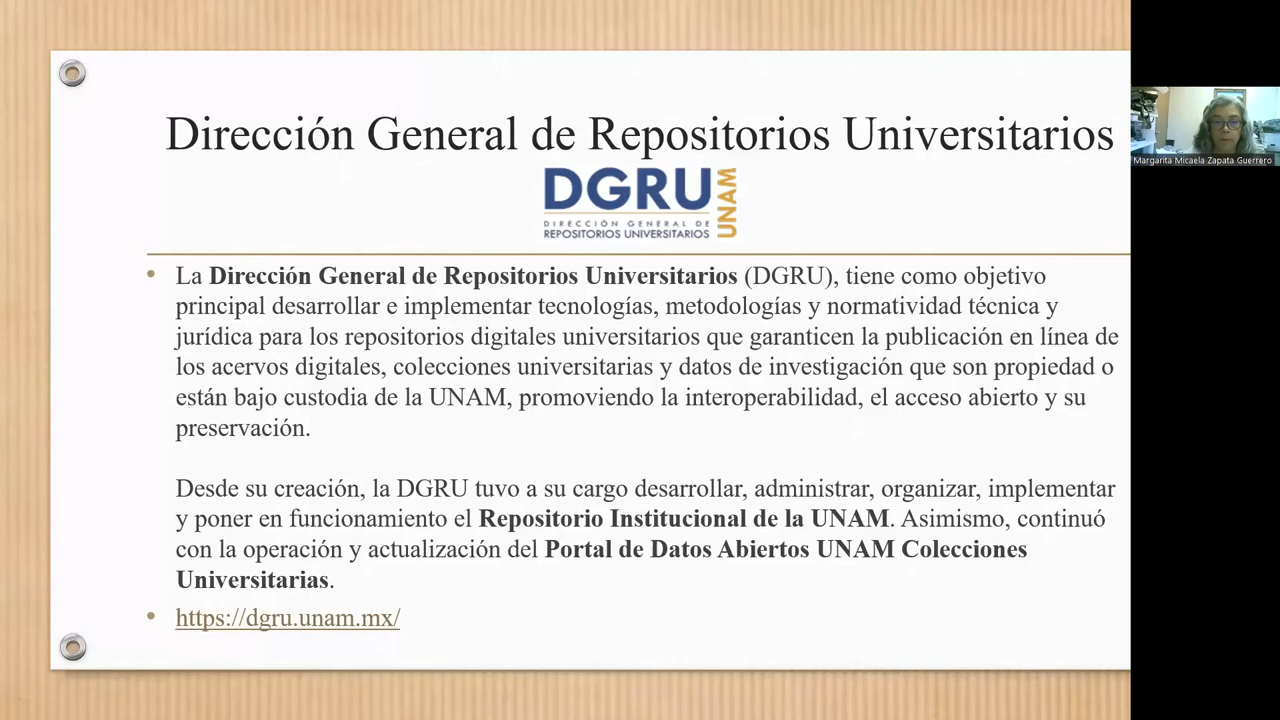 Dirección General de Repositorios Universitarios
DGRU
UNAM
DIRECCIÓN GENERAL DE
REPOSITORIOS UNIVERSITARIOS
• La Dirección General de Repositorios Universitarios (DGRU), tiene como objetivo
principal desarrollar e implementar tecnologías, metodologías y normatividad técnica y
jurídica para los repositorios digitales universitarios que garanticen la publicación en línea de
los acervos digitales, colecciones universitarias y datos de investigación que son propiedad o
están bajo custodia de la UNAM, promoviendo la interoperabilidad, el acceso abierto y su
preservación.
Desde su creación, la DGRU tuvo a su cargo desarrollar, administrar, organizar, implementar
y poner en funcionamiento el Repositorio Institucional de la UNAM. Asimismo, continuó
con la operación y actualización del Portal de Datos Abiertos UNAM Colecciones
Universitarias.
• https://dgru.unam.mx/
Margarita Micaela Zapata Guerrero